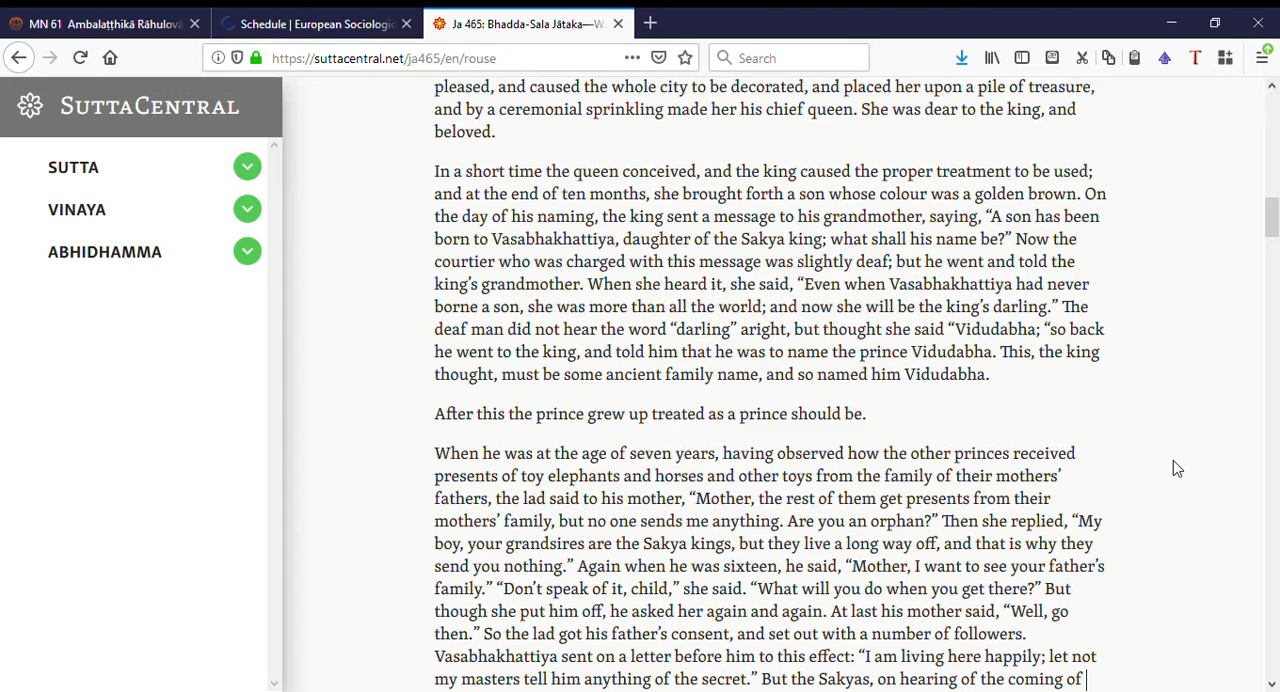 MN 61 Ambalaṭṭhikā Rāhulová
Schedule | European Sociologic
Ja 465: Bhadda-Sala Jātaka—W
https://suttacentral.net/ja465/en/rouse
Search
SUTTACENTRAL
SUTTA
VINAYA
ABHIDHAMMA
pleased, and caused the whole city to be decorated, and placed her upon a pile of treasure,
and by a ceremonial sprinkling made her his chief queen. She was dear to the king, and
beloved.
In a short time the queen conceived, and the king caused the proper treatment to be used;
and at the end of ten months, she brought forth a son whose colour was a golden brown. On
the day of his naming, the king sent a message to his grandmother, saying, “A son has been
born to Vasabhakhattiya, daughter of the Sakya king; what shall his name be?” Now the
courtier who was charged with this message was slightly deaf; but he went and told the
king’s grandmother. When she heard it, she said, “Even when Vasabhakhattiya had never
borne a son, she was more than all the world; and now she will be the king’s darling.” The
deaf man did not hear the word “darling” aright, but thought she said “Vidudabha; “so back
he went to the king, and told him that he was to name the prince Vidudabha. This, the king
thought, must be some ancient family name, and so named him Vidudabha.
After this the prince grew up treated as a prince should be.
When he was at the age of seven years, having observed how the other princes received
presents of toy elephants and horses and other toys from the family of their mothers’
fathers, the lad said to his mother, “Mother, the rest of them get presents from their
mothers’ family, but no one sends me anything. Are you an orphan?” Then she replied, “My
boy, your grandsires are the Sakya kings, but they live a long way off, and that is why they
send you nothing.” Again when he was sixteen, he said, “Mother, I want to see your father’s
family.” “Don’t speak of it, child,” she said. “What will you do when you get there?” But
though she put him off, he asked her again and again. At last his mother said, “Well, go
then.” So the lad got his father’s consent, and set out with a number of followers.
Vasabhakhattiya sent on a letter before him to this effect: “I am living here happily; let not
my masters tell him anything of the secret.” But the Sakyas, on hearing of the coming of